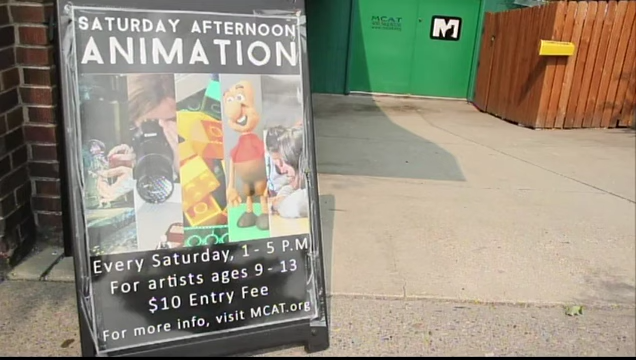 SATURDAY AFTERNOON
ANIMATION
Every Saturday, 1 - 5 P.M
For artists ages 9 - 13
$10 Entry Fee
For more info, visit MCAT.org
MCAT
M